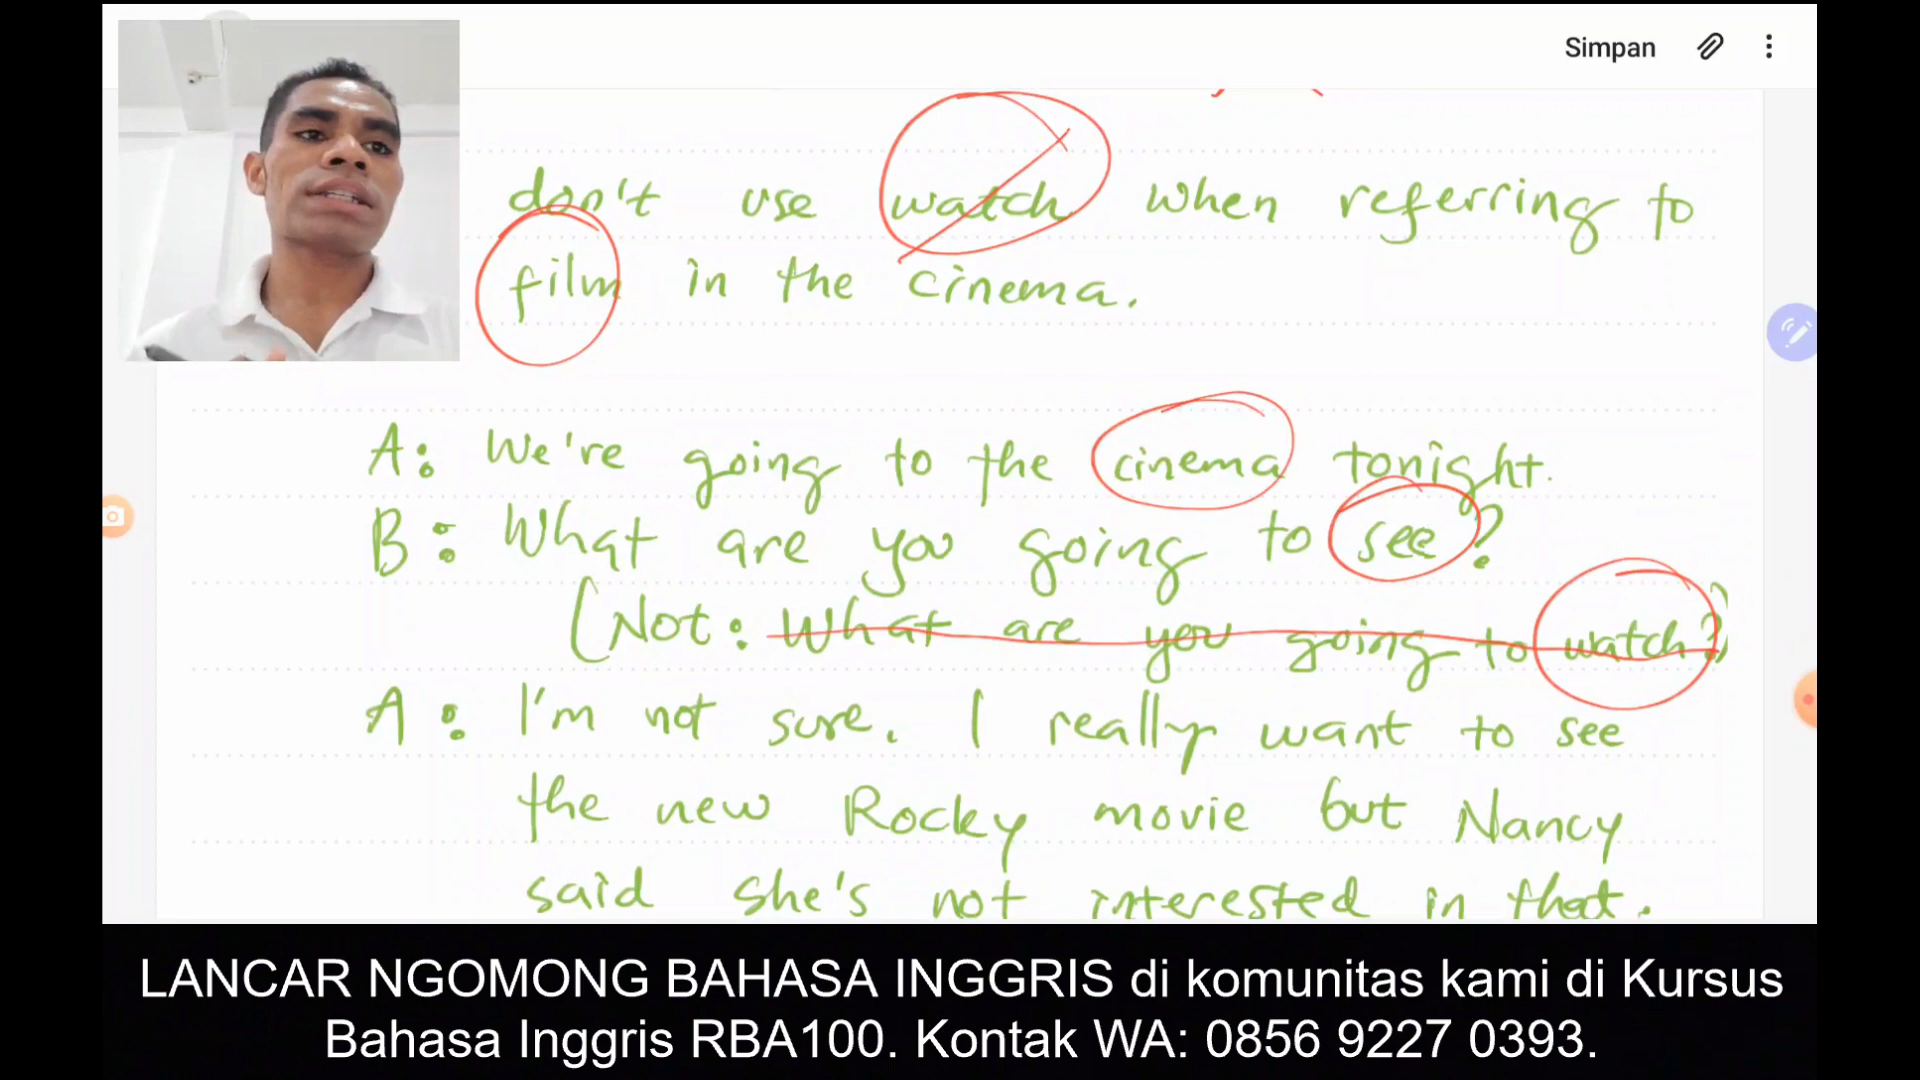 Simpan
don't use watch when referring to
film in the cinema.
A: We're going to the cinema tonight.
B: What are you going to see?
(Not: What are you going to watch?)
A: I'm not sure. I really want to see
the new Rocky movie but Nancy
said she's not interested in that.
LANCAR NGOMONG BAHASA INGGRIS di komunitas kami di Kursus
Bahasa Inggris RBA100. Kontak WA: 0856 9227 0393.